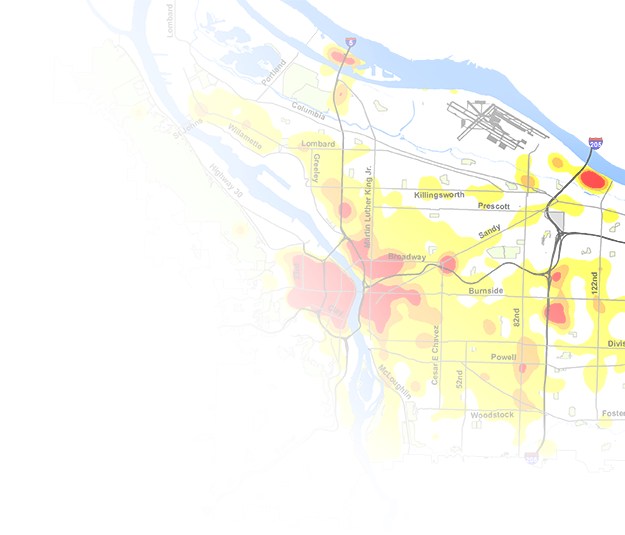 Lombard
5
Portland
Columbia
St Johns
Willamette
Lombard
205
Greeley
Highway 30
Martin Luther King Jr.
Killingsworth
Prescott
Sandy
Broadway
Burnside
122nd
82nd
Cesar E Chavez
Divis
Powell
McLoughlin
52nd
Woodstock
Foster